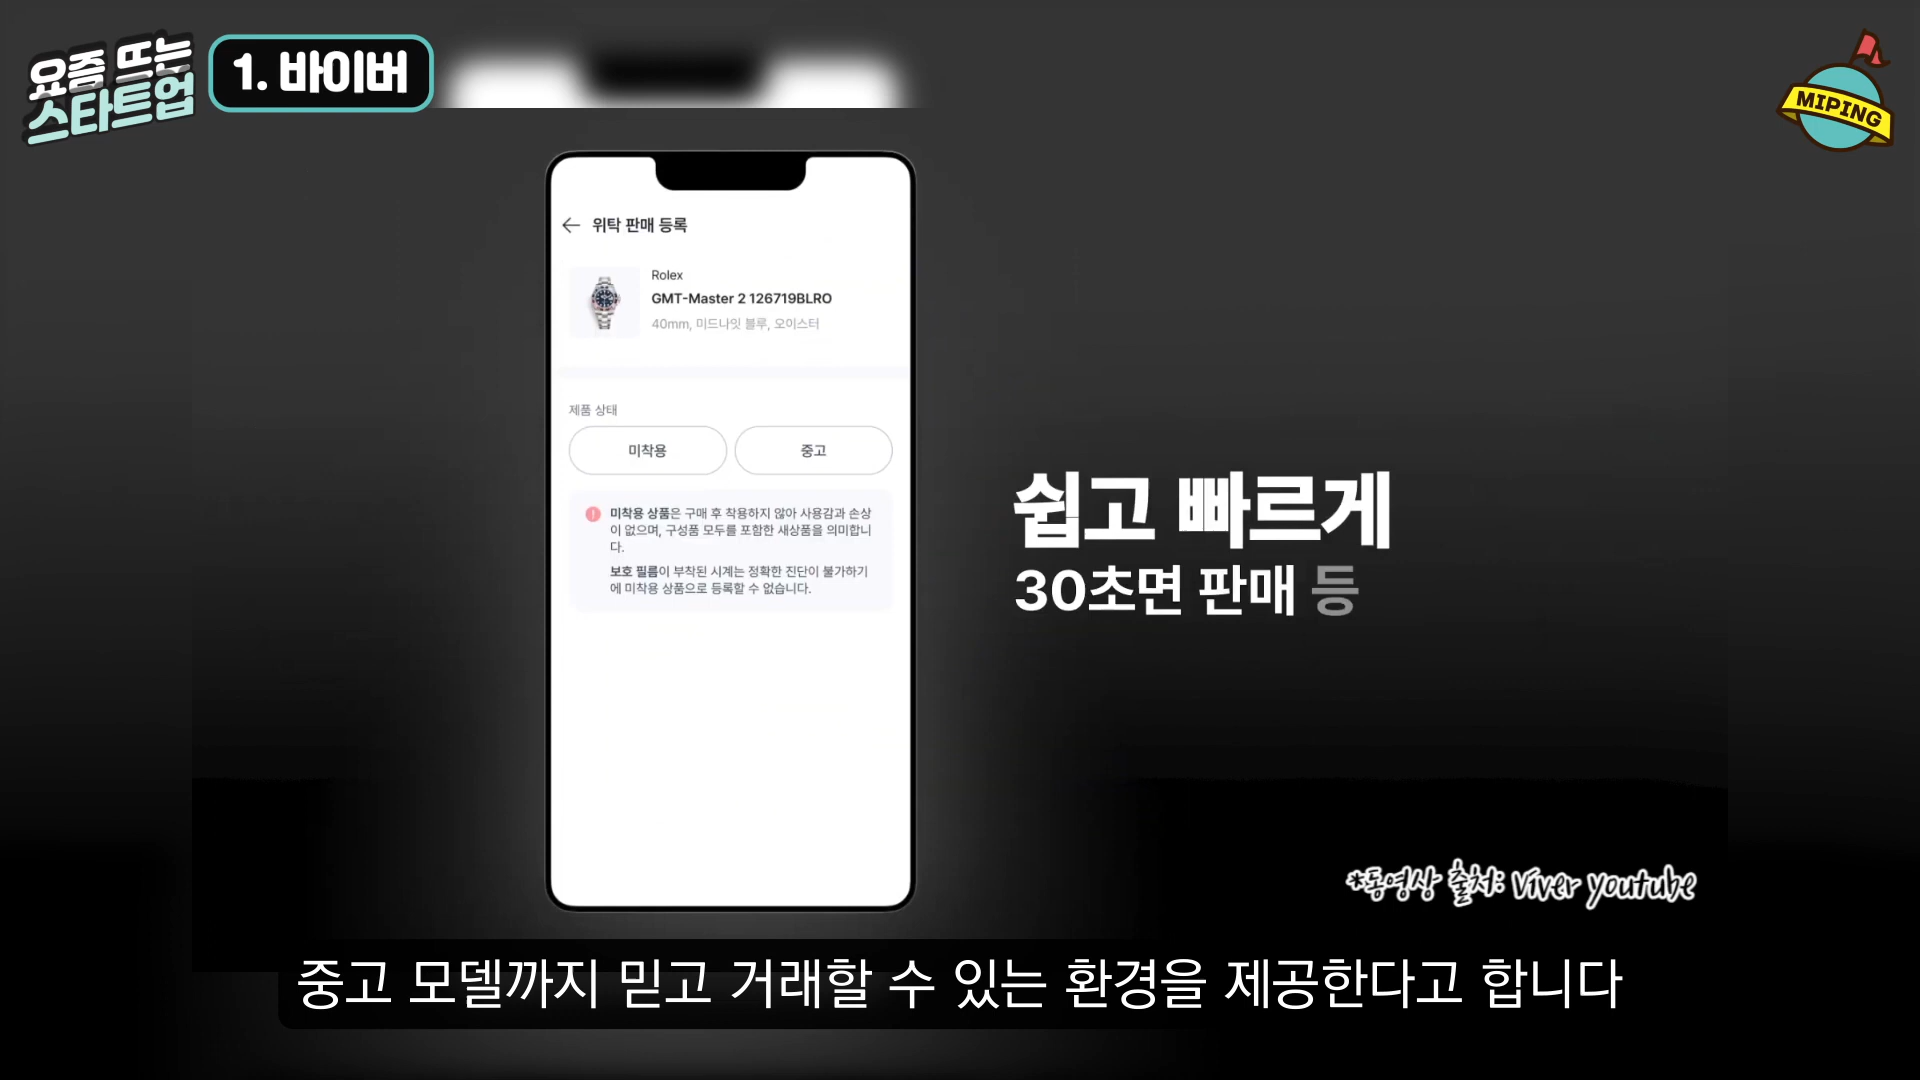 요즘 뜨는
스타트업
1. 바이버
MIPING
위탁 판매 등록
Rolex
GMT-Master 2 126719BLRO
40mm, 미드나잇 블루, 오이스터
제품 상태
미착용
중고
미착용 상품은 구매 후 착용하지 않아 사용감과 손상
이 없으며, 구성품 모두를 포함한 새상품을 의미합니
다.
보호 필름이 부착된 시계는 정확한 진단이 불가하기
에 미착용 상품으로 등록할 수 없습니다.
쉽고 빠르게
30초면 판매 등
*동영상 출처: Viver youtube
중고 모델까지 믿고 거래할 수 있는 환경을 제공한다고 합니다